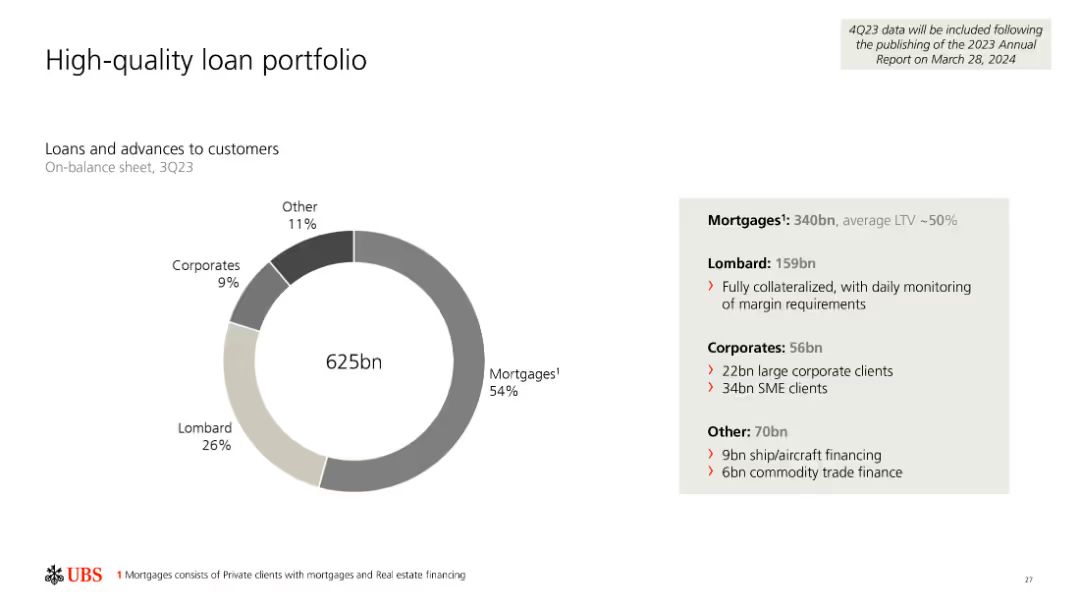 High-quality loan portfolio
4Q23 data will be included following
the publishing of the 2023 Annual
Report on March 28, 2024
Loans and advances to customers
On-balance sheet, 3Q23
Other
11%
Corporates
9%
625bn
Mortgages¹
54%
Lombard
26%
Mortgages¹: 340bn, average LTV ~50%
Lombard: 159bn
› Fully collateralized, with daily monitoring
of margin requirements
Corporates: 56bn
› 22bn large corporate clients
› 34bn SME clients
Other: 70bn
› 9bn ship/aircraft financing
› 6bn commodity trade finance
UBS
1 Mortgages consists of Private clients with mortgages and Real estate financing
27